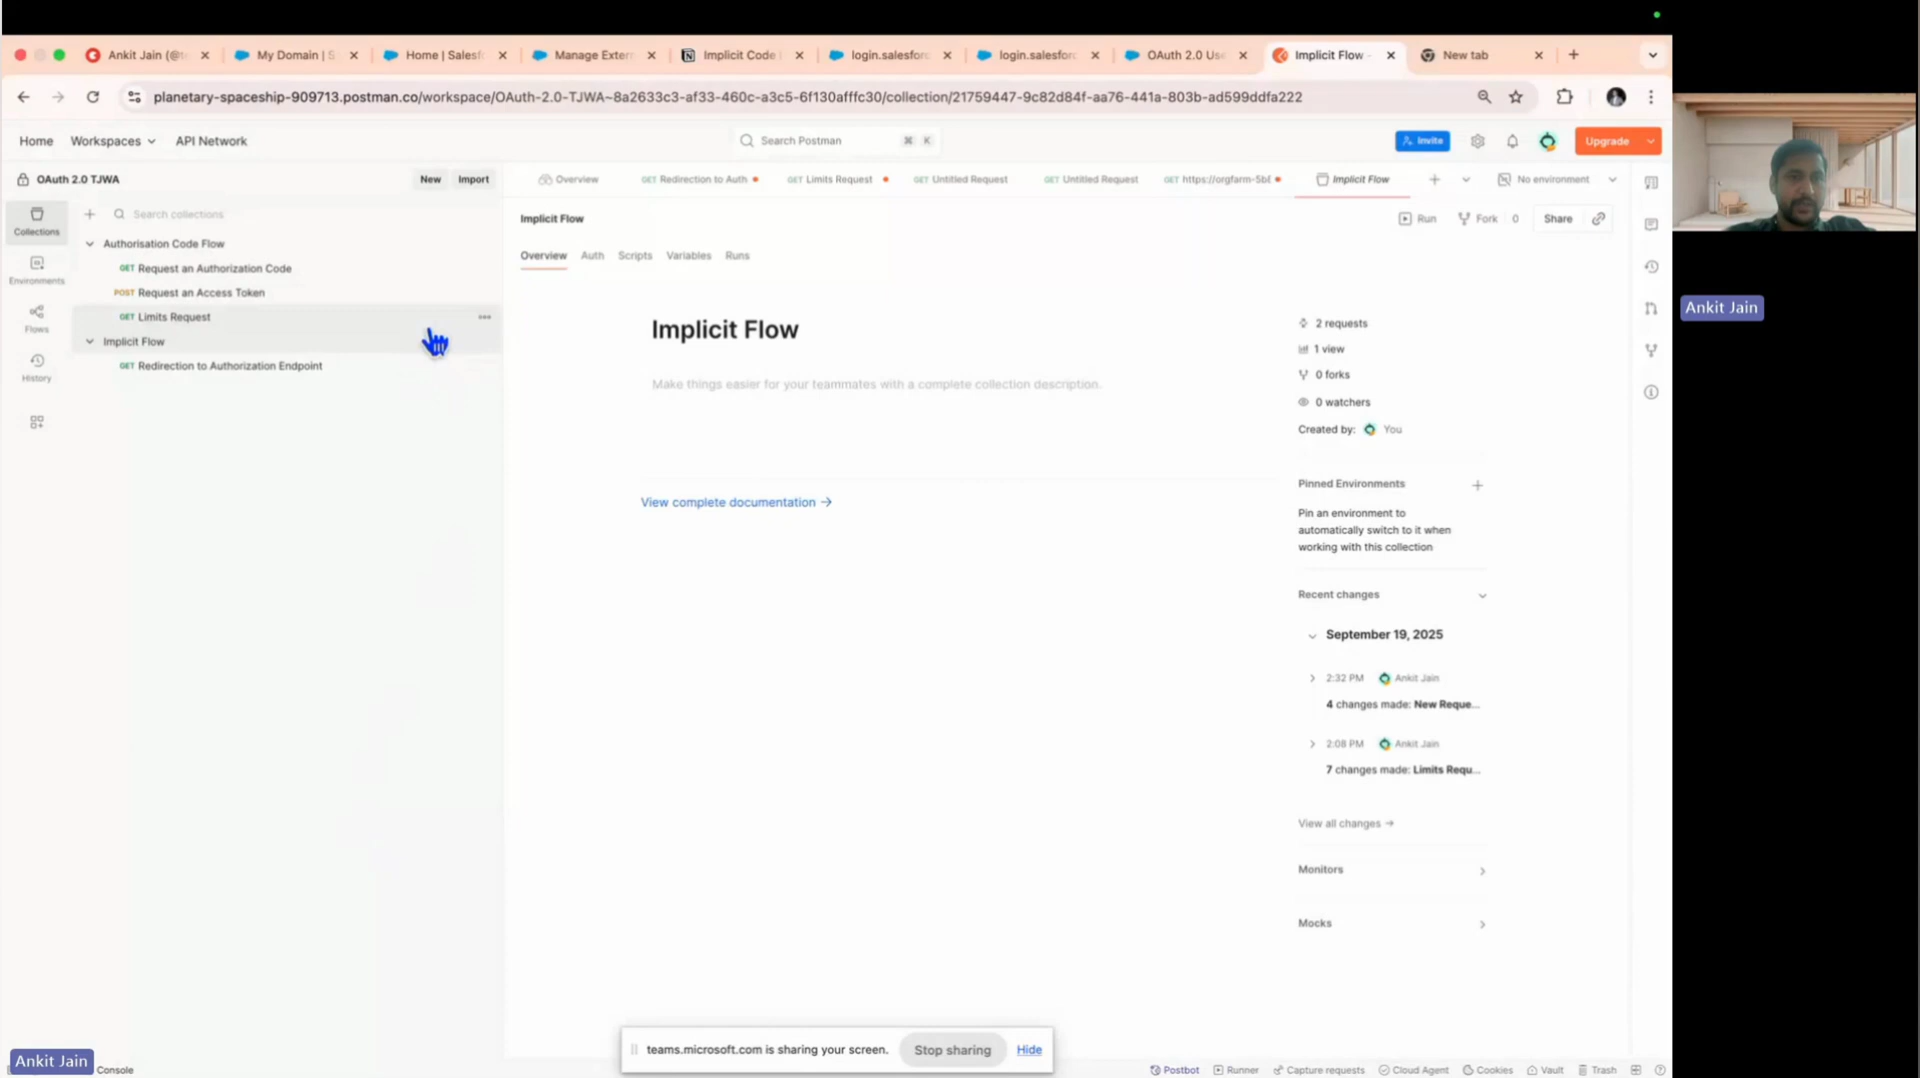 Ankit Jain (@te
My Domain | S
Home | Salesfo
Manage Extern
Implicit Code
login.salesforc
login.salesforc
OAuth 2.0 Use
Implicit Flow -
New tab
planetary-spaceship-909713.postman.co/workspace/OAuth-2.0-TJWA~8a2633c3-af33-460c-a3c5-6f130afffc30/collection/21759447-9c82d84f-aa76-441a-803b-ad599ddfa222
Home
Workspaces
API Network
Search Postman
⌘ K
Invite
Upgrade
OAuth 2.0 TJWA
New
Import
Overview
GET Redirection to Auth
GET Limits Request
GET Untitled Request
GET Untitled Request
GET https://orgfarm-5bl
Implicit Flow
No environment
Collections
Environments
Flows
History
Search collections
Authorisation Code Flow
GET Request an Authorization Code
POST Request an Access Token
GET Limits Request
Implicit Flow
GET Redirection to Authorization Endpoint
Implicit Flow
Run
Fork 0
Share
Overview
Auth
Scripts
Variables
Runs
Implicit Flow
Make things easier for your teammates with a complete collection description.
View complete documentation →
2 requests
1 view
0 forks
0 watchers
Created by: You
Pinned Environments
Pin an environment to
automatically switch to it when
working with this collection
Recent changes
September 19, 2025
2:32 PM Ankit Jain
4 changes made: New Reque...
2:08 PM Ankit Jain
7 changes made: Limits Requ...
View all changes →
Monitors
Mocks
Ankit Jain
teams.microsoft.com is sharing your screen.
Stop sharing
Hide
Ankit Jain
Console
Postbot
Runner
Capture requests
Cloud Agent
Cookies
Vault
Trash